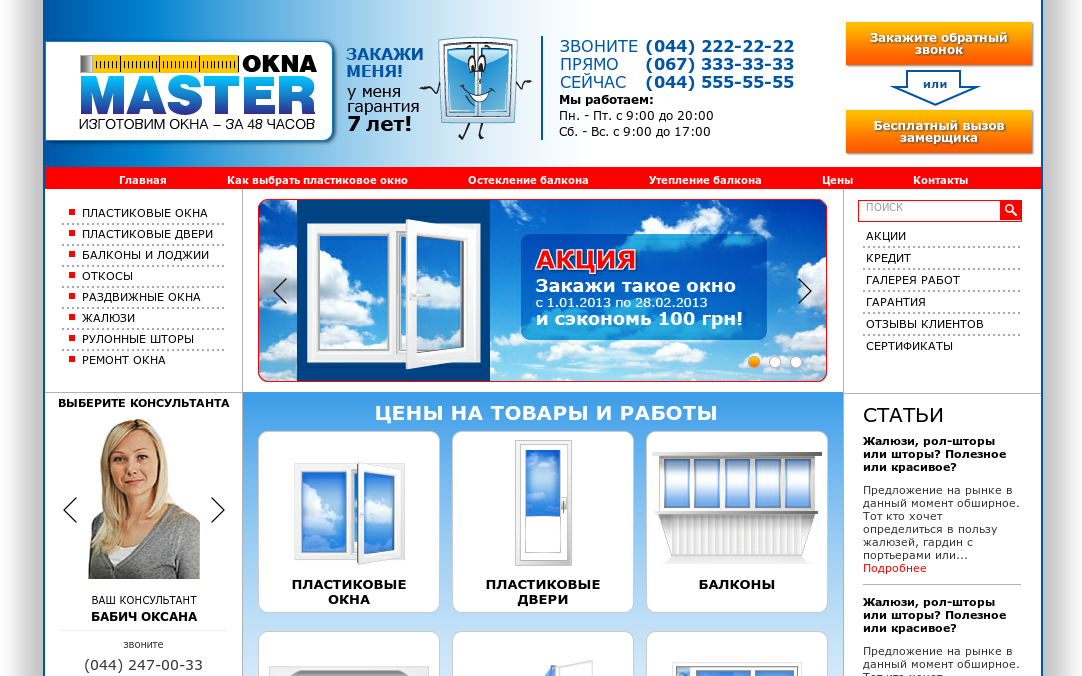 ОКНА
MASTER
ИЗГОТОВИМ ОКНА – ЗА 48 ЧАСОВ
ЗАКАЖИ
МЕНЯ!
у меня
гарантия
7 лет!
ЗВОНИТЕ (044) 222-22-22
ПРЯМО (067) 333-33-33
СЕЙЧАС (044) 555-55-55
Мы работаем:
Пн. - Пт. с 9:00 до 20:00
Сб. - Вс. с 9:00 до 17:00
Закажите обратный
звонок
или
Бесплатный вызов
замерщика
Главная Как выбрать пластиковое окно Остекление балкона Утепление балкона Цены Контакты
ПЛАСТИКОВЫЕ ОКНА
ПЛАСТИКОВЫЕ ДВЕРИ
БАЛКОНЫ И ЛОДЖИИ
ОТКОСЫ
РАЗДВИЖНЫЕ ОКНА
ЖАЛЮЗИ
РУЛОННЫЕ ШТОРЫ
РЕМОНТ ОКНА
АКЦИЯ
Закажи такое окно
с 1.01.2013 по 28.02.2013
и сэкономь 100 грн!
ПОИСК
АКЦИИ
КРЕДИТ
ГАЛЕРЕЯ РАБОТ
ГАРАНТИЯ
ОТЗЫВЫ КЛИЕНТОВ
СЕРТИФИКАТЫ
ВЫБЕРИТЕ КОНСУЛЬТАНТА
ВАШ КОНСУЛЬТАНТ
БАБИЧ ОКСАНА
звоните
(044) 247-00-33
ЦЕНЫ НА ТОВАРЫ И РАБОТЫ
ПЛАСТИКОВЫЕ
ОКНА
ПЛАСТИКОВЫЕ
ДВЕРИ
БАЛКОНЫ
СТАТЬИ
Жалюзи, рол-шторы
или шторы? Полезное
или красивое?
Предложение на рынке в
данный момент обширное.
Тот кто хочет
определиться в пользу
жалюзей, гардин с
портьерами или...
Подробнее
Жалюзи, рол-шторы
или шторы? Полезное
или красивое?
Предложение на рынке в
данный момент обширное.
Тот кто хочет